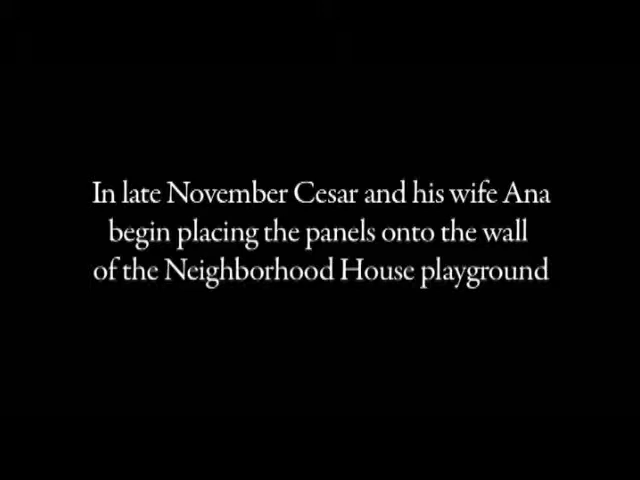 In late November Cesar and his wife Ana
begin placing the panels onto the wall
of the Neighborhood House playground